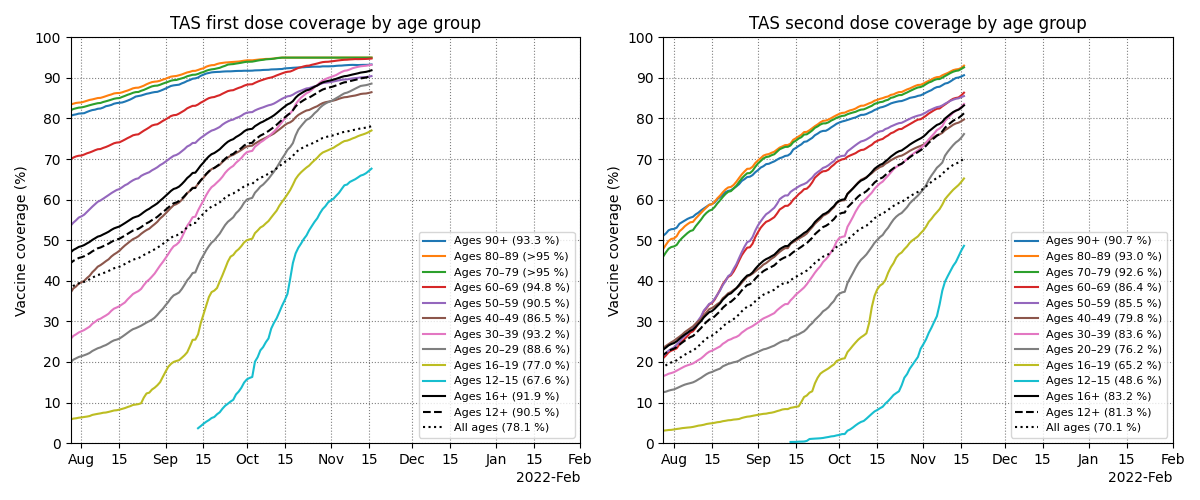 TAS first dose coverage by age group
Vaccine coverage (%)
100
90
80
70
60
50
40
30
20
10
0
Ages 90+ (93.3 %)
Ages 80–89 (>95 %)
Ages 70–79 (>95 %)
Ages 60–69 (94.8 %)
Ages 50–59 (90.5 %)
Ages 40–49 (86.5 %)
Ages 30–39 (93.2 %)
Ages 20–29 (88.6 %)
Ages 16–19 (77.0 %)
Ages 12–15 (67.6 %)
Ages 16+ (91.9 %)
Ages 12+ (90.5 %)
All ages (78.1 %)
Aug 15 Sep 15 Oct 15 Nov 15 Dec 15 Jan 15 Feb
2022-Feb
TAS second dose coverage by age group
Vaccine coverage (%)
100
90
80
70
60
50
40
30
20
10
0
Ages 90+ (90.7 %)
Ages 80–89 (93.0 %)
Ages 70–79 (92.6 %)
Ages 60–69 (86.4 %)
Ages 50–59 (85.5 %)
Ages 40–49 (79.8 %)
Ages 30–39 (83.6 %)
Ages 20–29 (76.2 %)
Ages 16–19 (65.2 %)
Ages 12–15 (48.6 %)
Ages 16+ (83.2 %)
Ages 12+ (81.3 %)
All ages (70.1 %)
Aug 15 Sep 15 Oct 15 Nov 15 Dec 15 Jan 15 Feb
2022-Feb